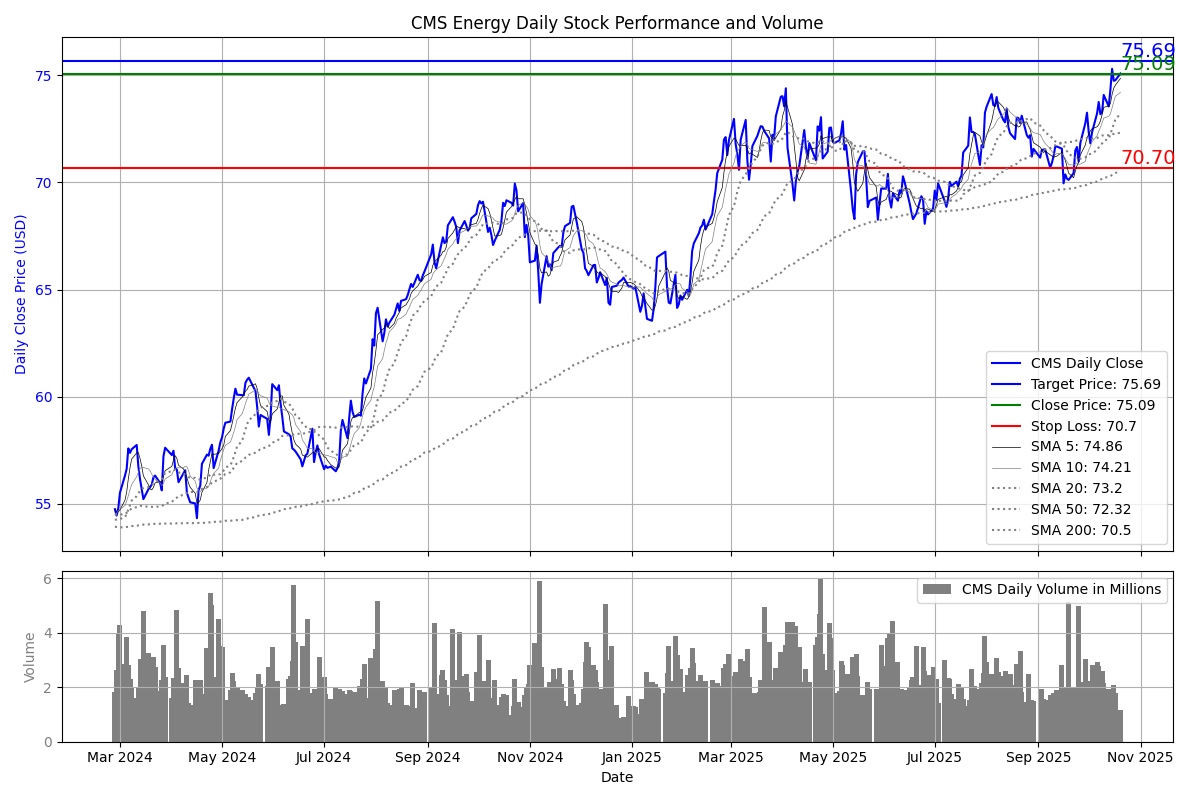 CMS Energy Daily Stock Performance and Volume
75.69
75.09
70.70
75
70
65
60
55
Daily Close Price (USD)
CMS Daily Close
Target Price: 75.69
Close Price: 75.09
Stop Loss: 70.7
SMA 5: 74.86
SMA 10: 74.21
SMA 20: 73.2
SMA 50: 72.32
SMA 200: 70.5
6
4
2
0
Volume
CMS Daily Volume in Millions
Mar 2024
May 2024
Jul 2024
Sep 2024
Nov 2024
Jan 2025
Mar 2025
May 2025
Jul 2025
Sep 2025
Nov 2025
Date